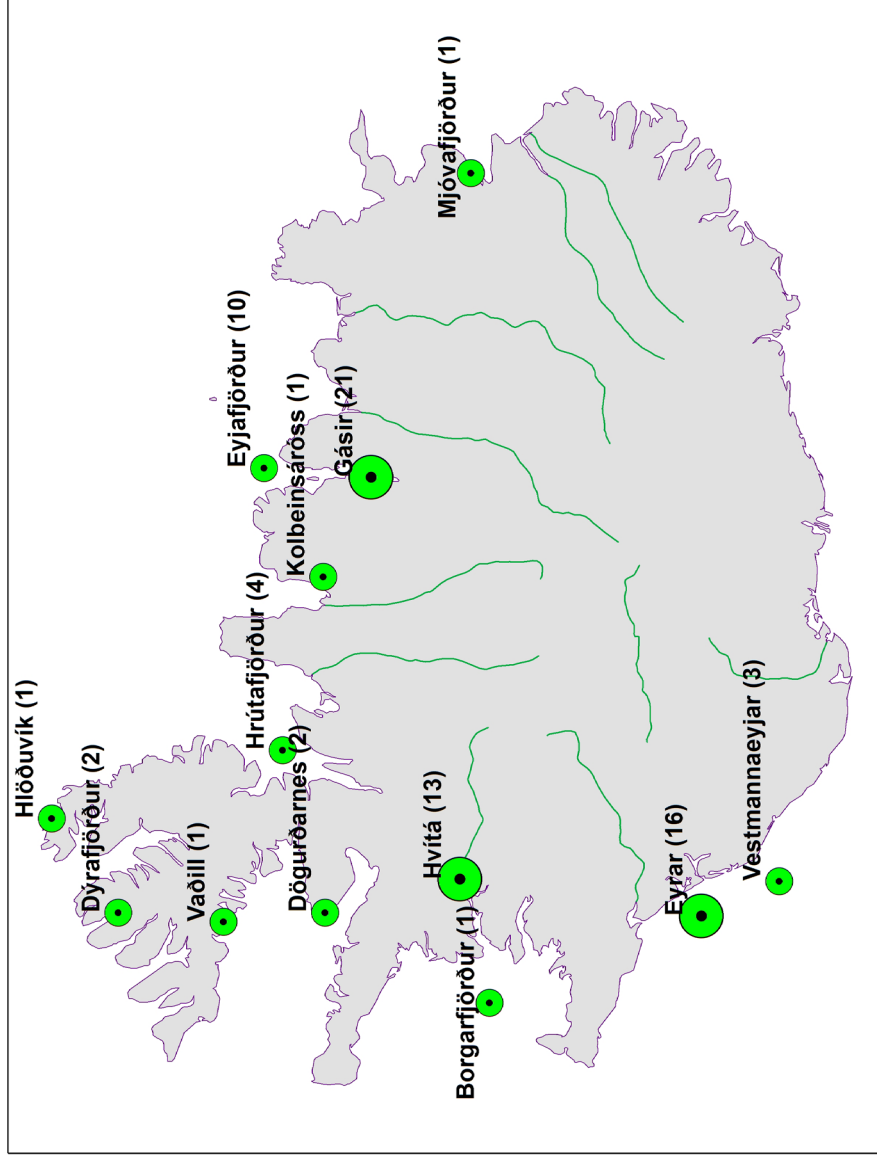 Hlöðuvík (1)
Dýrafjörður (2)
Vaðill (1)
Eyjafjörður (10)
Hrútafjörður (4)
Kolbeinsáróss (1)
Dögurðarnes (2)
Gásir (21)
Mjóvafjörður (1)
Hvítá (13)
Borgarfjörður (1)
Eyrar (16)
Vestmannaeyjar (3)